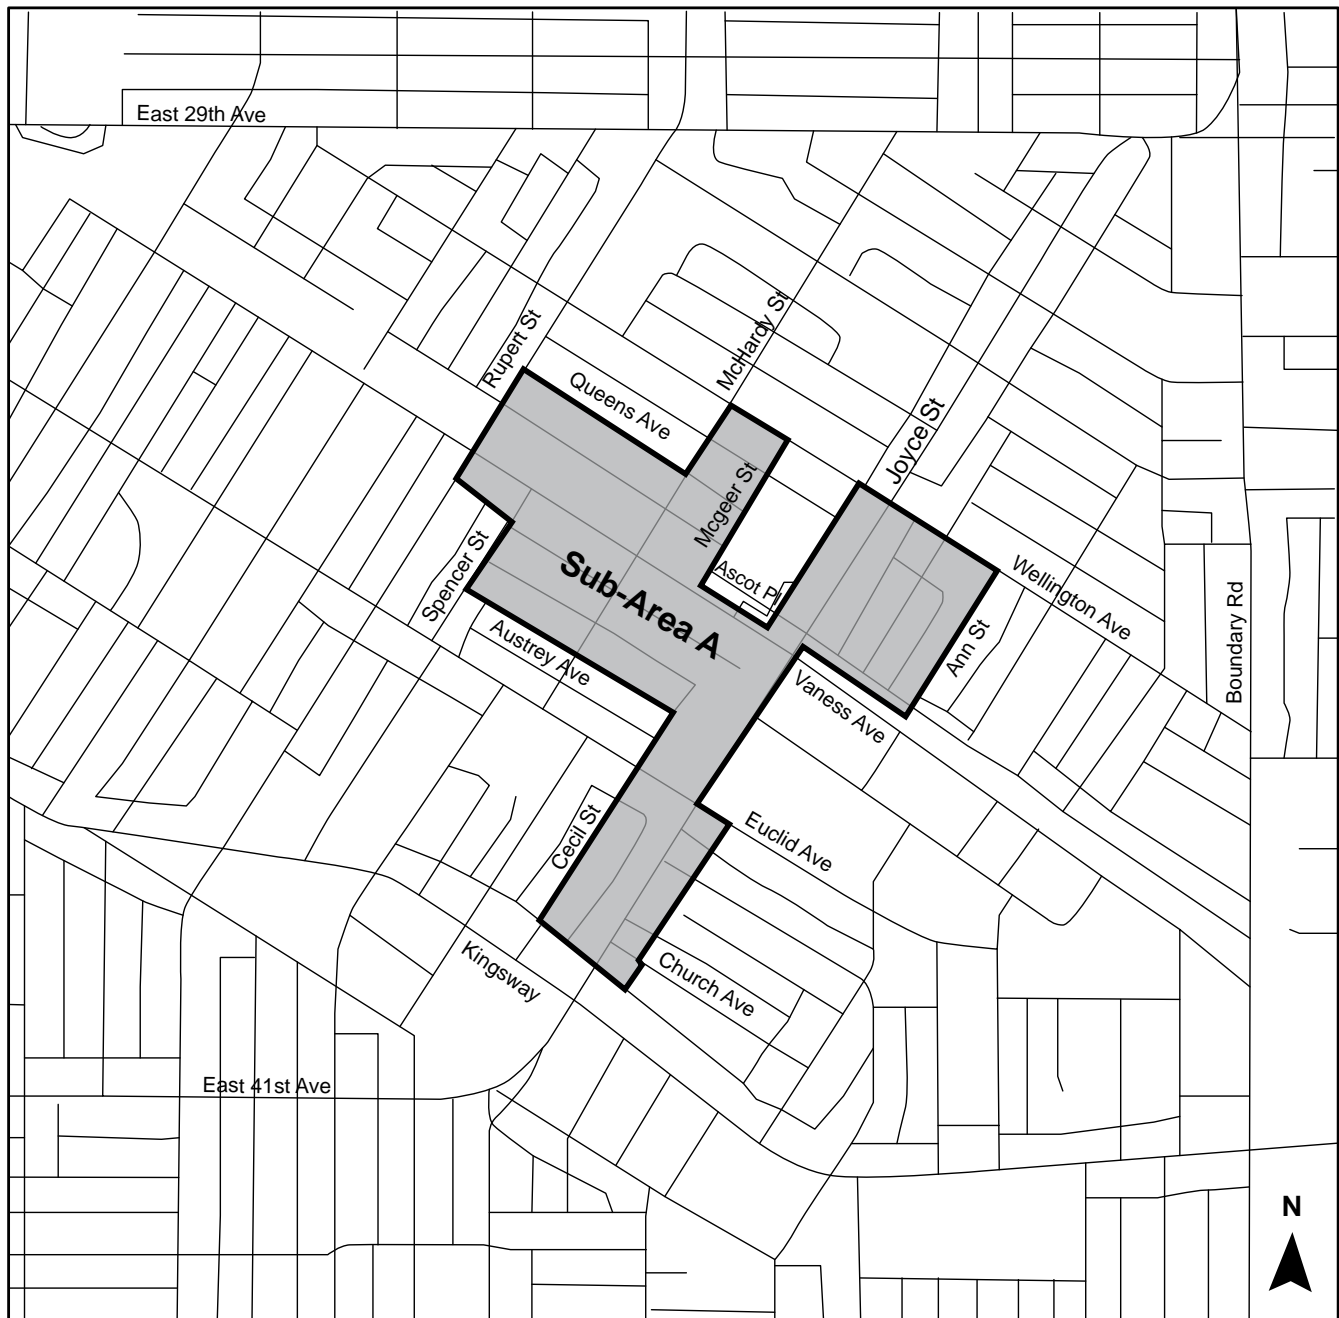 East 29th Ave
Rupert St
McHardy St
Queens Ave
Joyce St
Mcgeer St
Spencer St
Sub-Area A
Ascot Pl
Wellington Ave
Boundary Rd
Ann St
Austrey Ave
Vaness Ave
Cecil St
Euclid Ave
Kingsway
Church Ave
East 41st Ave
N